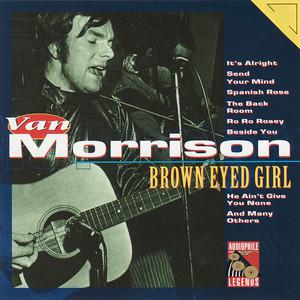 It's Alright
Send
Your Mind
Spanish Rose
The Back
Room
Ro Ro Rosey
Beside You
Van
Morrison
BROWN EYED GIRL
He Ain't Give
You None
And Many
Others
AUDIOPHILE
LEGENDS